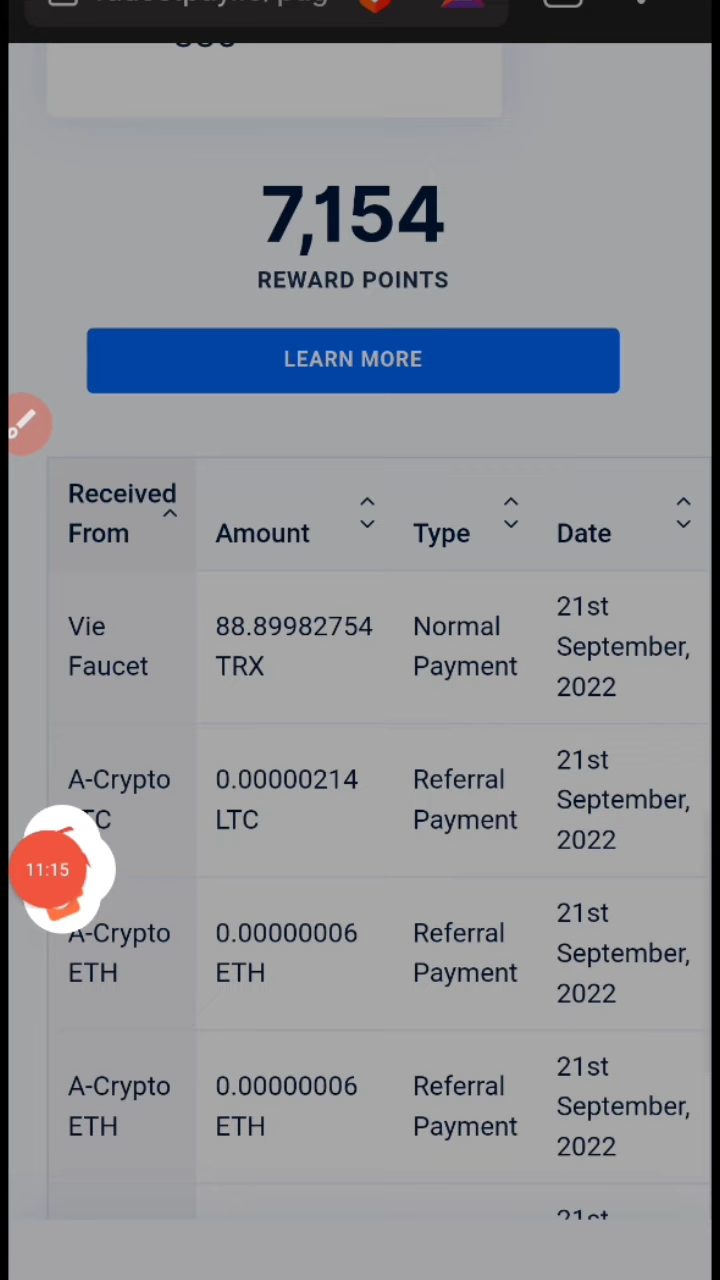 7,154
REWARD POINTS
LEARN MORE
Received
From
Amount
Type
Date
Vie
Faucet
88.89982754
TRX
Normal
Payment
21st
September,
2022
A-Crypto
0.00000214
LTC
Referral
Payment
21st
September,
2022
11:15
A-Crypto
ETH
0.00000006
ETH
Referral
Payment
21st
September,
2022
A-Crypto
ETH
0.00000006
ETH
Referral
Payment
21st
September,
2022